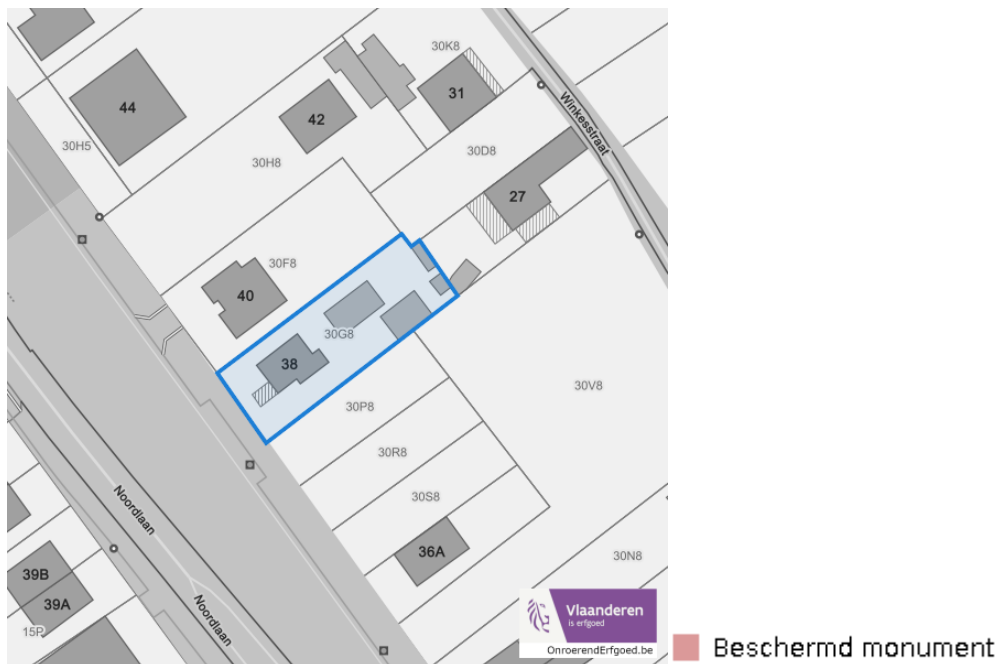 44
42
30K8
31
Winkesstraat
30H5
30H8
30D8
27
30F8
40
30G8
38
30V8
30P8
30R8
30S8
36A
30N8
Noordlaan
Noordlaan
39B
39A
15P
Vlaanderen
is erfgoed
OnroerendErfgoed.be
Beschermd monument